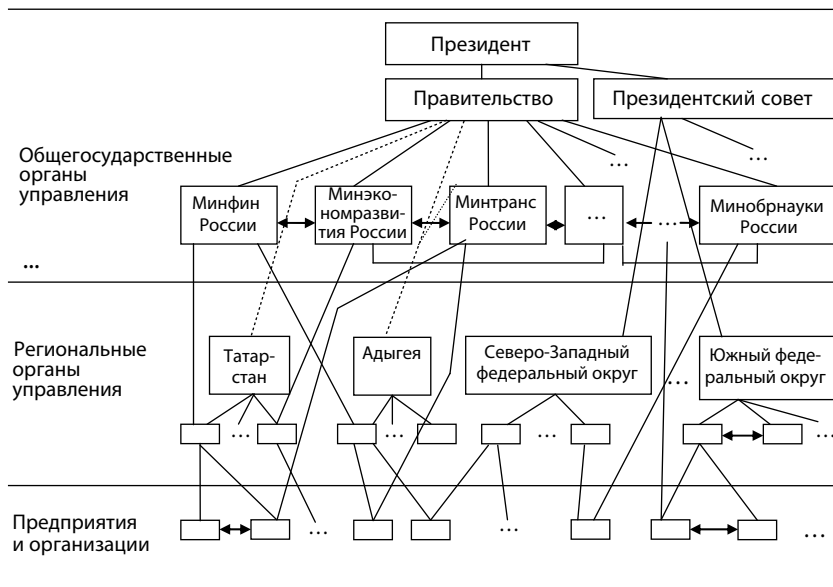 Президент
Правительство
Президентский совет
Общегосударственные
органы
управления
...
...
Минфин
России
Минэко-
номразви-
тия России
Минтранс
России
...
...
Минобрнауки
России
...
Региональные
органы
управления
Татар-
стан
Адыгея
Северо-Западный
федеральный округ
...
Южный феде-
ральный округ
...
...
...
...
Предприятия
и организации
...
...
...